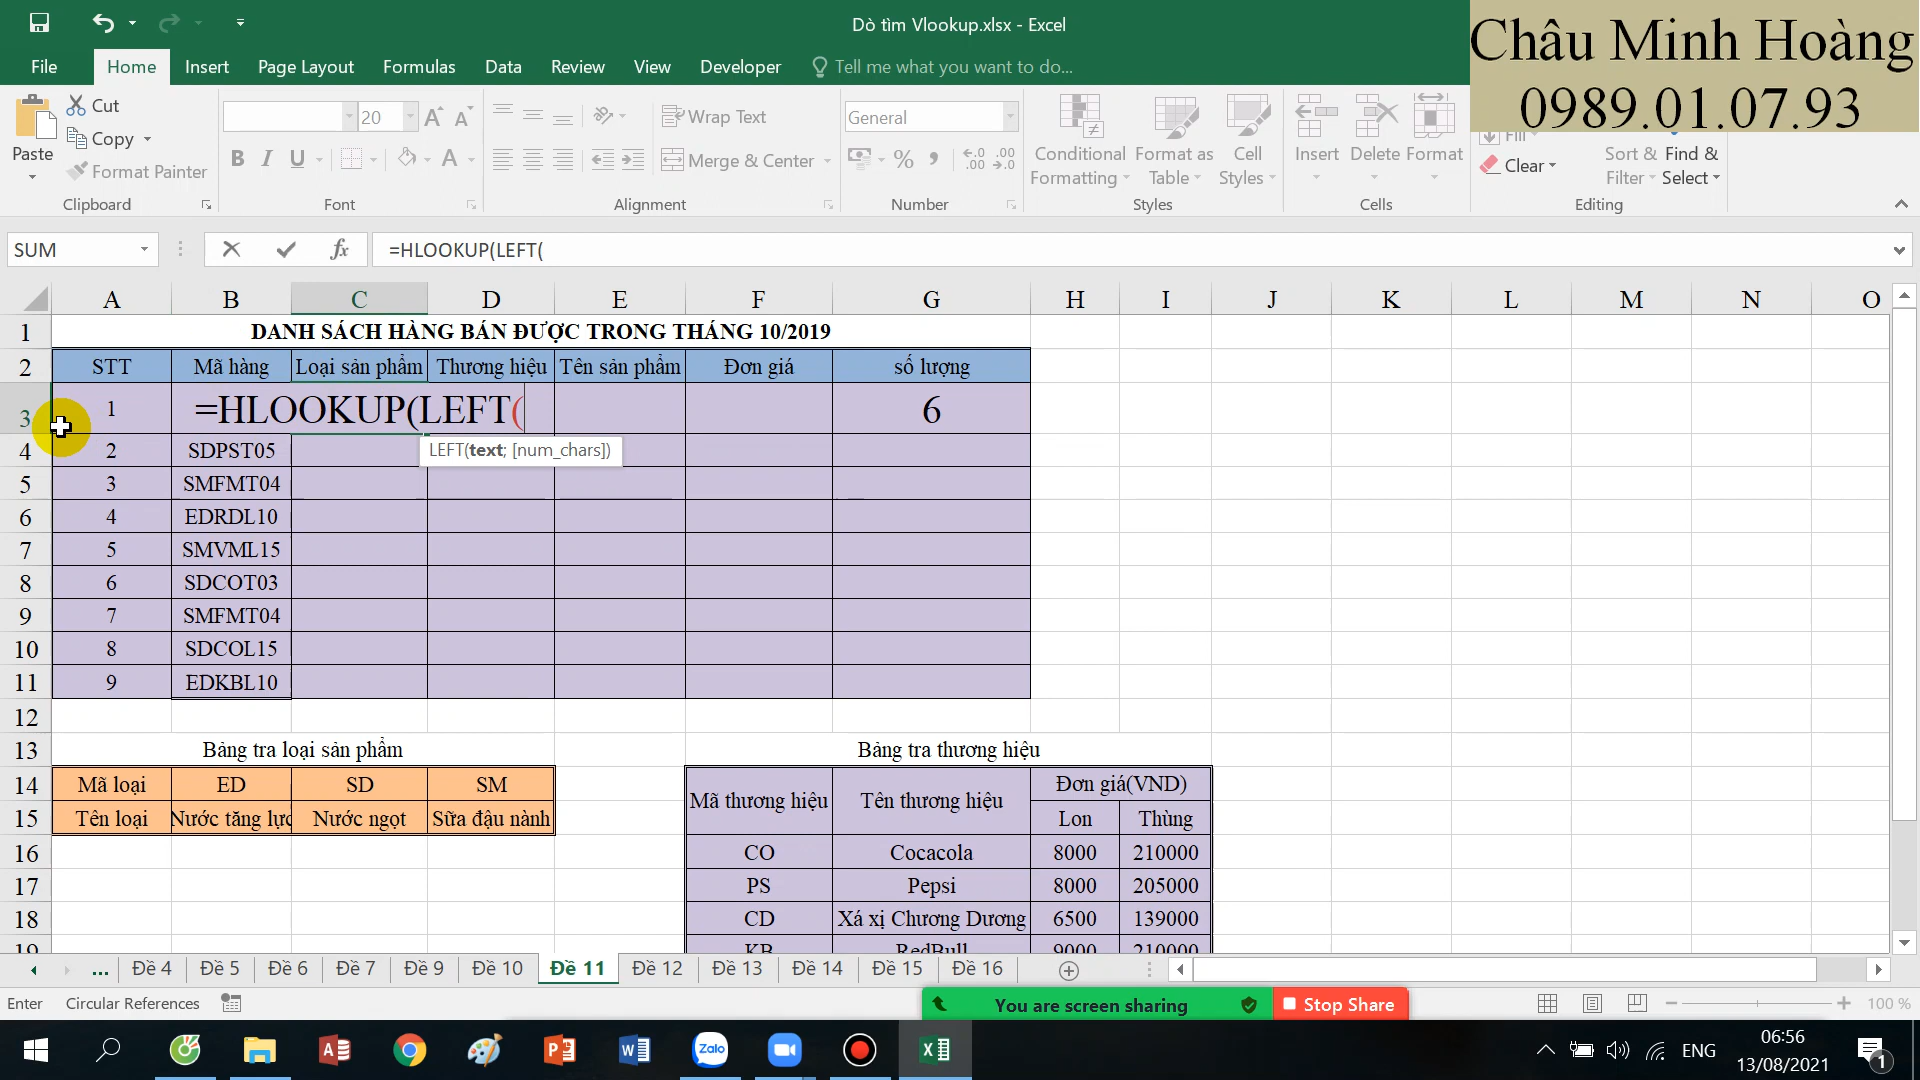 Dò tìm Vlookup.xlsx - Excel
Châu Minh Hoàng
0989.01.07.93
File Home Insert Page Layout Formulas Data Review View Developer Tell me what you want to do...
Paste
Cut
Copy
Format Painter
Clipboard
20
Font
Wrap Text
Merge & Center
Alignment
General
Number
Conditional Formatting
Format as Table
Cell Styles
Styles
Insert Delete Format
Cells
Fill
Clear
Sort & Filter
Find & Select
Editing
SUM
=HLOOKUP(LEFT(
A B C D E F G H I J K L M N O
1 DANH SÁCH HÀNG BÁN ĐƯỢC TRONG THÁNG 10/2019
2 STT Mã hàng Loại sản phẩm Thương hiệu Tên sản phẩm Đơn giá số lượng
3 1 =HLOOKUP(LEFT( 6
LEFT(text; [num_chars])
4 2 SDPST05
5 3 SMFMT04
6 4 EDRDL10
7 5 SMVML15
8 6 SDCOT03
9 7 SMFMT04
10 8 SDCOL15
11 9 EDKBL10
12
13 Bảng tra loại sản phẩm Bảng tra thương hiệu
14 Mã loại ED SD SM Mã thương hiệu Tên thương hiệu Đơn giá(VND)
15 Tên loại Nước tăng lực Nước ngọt Sữa đậu nành Lon Thùng
16 CO Cocacola 8000 210000
17 PS Pepsi 8000 205000
18 CD Xá xị Chương Dương 6500 139000
19 KB RedBull 9000 210000
... Đề 4 Đề 5 Đề 6 Đề 7 Đề 9 Đề 10 Đề 11 Đề 12 Đề 13 Đề 14 Đề 15 Đề 16
Enter Circular References
You are screen sharing
Stop Share
100 %
Zalo
ENG
06:56
13/08/2021
1